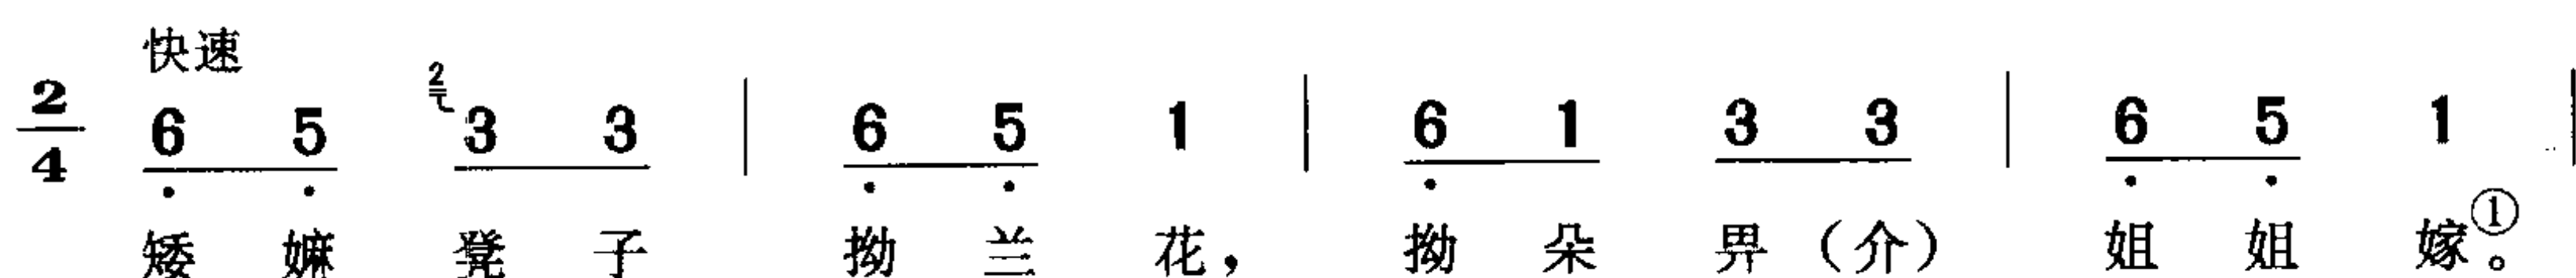 快速
2/4 6 5 2 3 3 | 6 5 1 | 6 1 3 3 | 6 5 1 |
矮 嫲 凳 子 拗 兰 花， 拗 朵 畀（介） 姐 姐 嫁①。